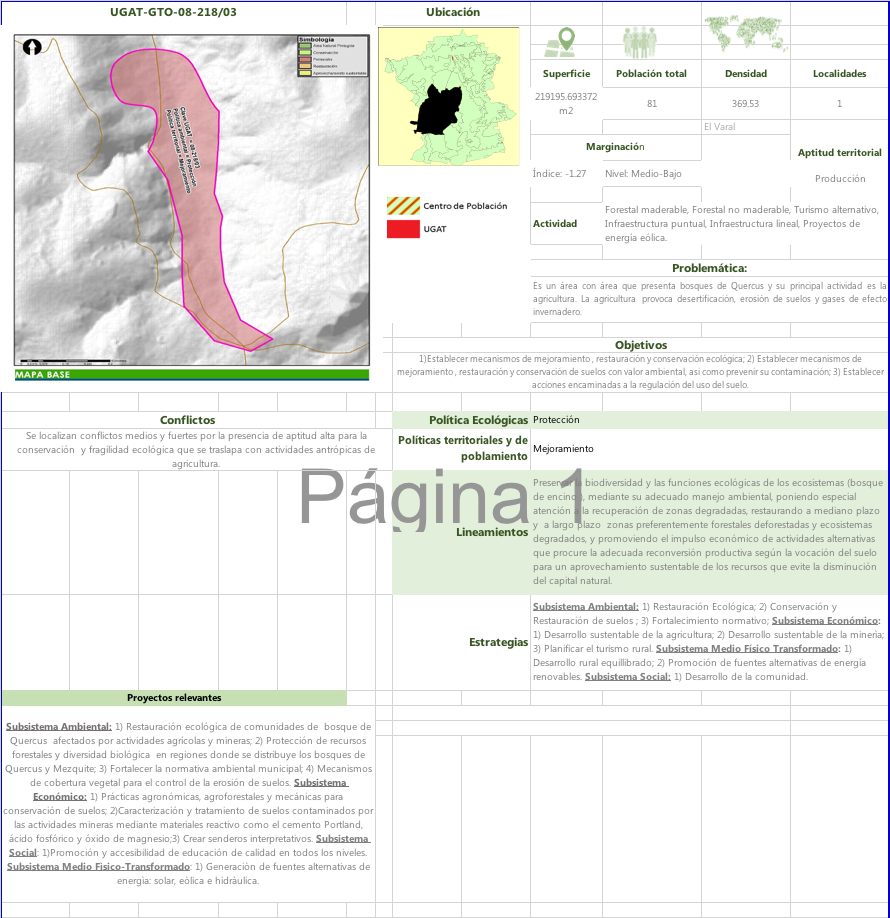 UGAT-GTO-08-218/03
Simbología
Área Natural Protegida
Conservación
Protección
Restauración
Aprovechamiento sustentable
Política territorial = Mejoramiento
Política ambiental = Protección
MAPA BASE
Ubicación
Centro de Población
UGAT
Superficie
Población total
Densidad
Localidades
219195.693372
m2
81
369.53
1
El Varal
Marginación
Aptitud territorial
Índice: -1.27
Nivel: Medio-Bajo
Producción
Actividad
Forestal maderable, Forestal no maderable, Turismo alternativo,
Infraestructura puntual, Infraestructura lineal, Proyectos de
energía eólica.
Problemática:
Es un área con área que presenta bosques de Quercus y su principal actividad es la
agricultura. La agricultura provoca desertificación, erosión de suelos y gases de efecto
invernadero.
Objetivos
1)Establecer mecanismos de mejoramiento, restauración y conservación ecológica; 2) Establecer mecanismos de
mejoramiento, restauración y conservación de suelos con valor ambiental, asi como prevenir su contaminación; 3) Establecer
acciones encaminadas a la regulación del uso del suelo.
Conflictos
Se localizan conflictos medios y fuertes por la presencia de aptitud alta para la
conservación y fragilidad ecológica que se traslapa con actividades antrópicas de
agricultura.
Política Ecológicas
Protección
Políticas territoriales y de
poblamiento
Mejoramiento
Página 1
Lineamientos
Preservar la biodiversidad y las funciones ecológicas de los ecosistemas (bosque
de encino), mediante su adecuado manejo ambiental, poniendo especial
atención a la recuperación de zonas degradadas, restaurando a mediano plazo
y a largo plazo zonas preferentemente forestales deforestadas y ecosistemas
degradados, y promoviendo el impulso económico de actividades alternativas
que procure la adecuada reconversión productiva según la vocación del suelo
para un aprovechamiento sustentable de los recursos que evite la disminución
del capital natural.
Estrategias
Subsistema Ambiental: 1) Restauración Ecológica; 2) Conservación y
Restauración de suelos ; 3) Fortalecimiento normativo; Subsistema Económico:
1) Desarrollo sustentable de la agricultura; 2) Desarrollo sustentable de la minería;
3) Planificar el turismo rural. Subsistema Medio Físico Transformado: 1)
Desarrollo rural equilibrado; 2) Promoción de fuentes alternativas de energía
renovables. Subsistema Social: 1) Desarrollo de la comunidad.
Proyectos relevantes
Subsistema Ambiental: 1) Restauración ecológica de comunidades de bosque de
Quercus afectados por actividades agrícolas y mineras; 2) Protección de recursos
forestales y diversidad biológica en regiones donde se distribuye los bosques de
Quercus y Mezquite; 3) Fortalecer la normativa ambiental municipal; 4) Mecanismos
de cobertura vegetal para el control de la erosión de suelos. Subsistema
Económico: 1) Prácticas agronómicas, agroforestales y mecánicas para
conservación de suelos; 2)Caracterización y tratamiento de suelos contaminados por
las actividades mineras mediante materiales reactivo como el cemento Portland,
ácido fosfórico y óxido de magnesio;3) Crear senderos interpretativos. Subsistema
Social: 1)Promoción y accesibilidad de educación de calidad en todos los niveles.
Subsistema Medio Fisico-Transformado: 1) Generación de fuentes alternativas de
energía: solar, eólica e hidráulica.